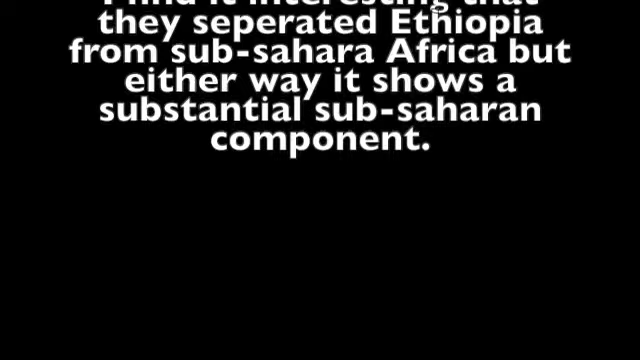 I find it interesting that
they seperated Ethiopia
from sub-sahara Africa but
either way it shows a
substantial sub-saharan
component.